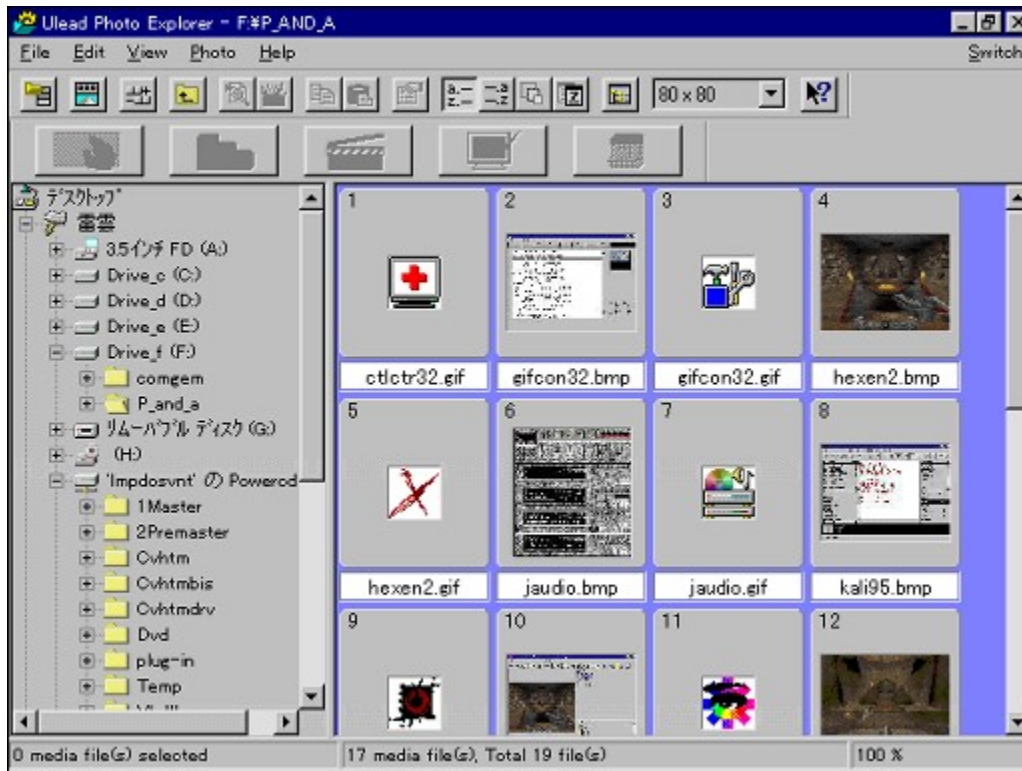 Ulead Photo Explorer - F:¥P_AND_A
File Edit View Photo Help Switch
80 x 80
デスクトップ
雷雲
3.5インチ FD (A:)
Drive_c (C:)
Drive_d (D:)
Drive_e (E:)
Drive_f (F:)
comgem
P_and_a
リムーバブル ディスク (G:)
(H:)
'Impdosvnt' の Powered
1Master
2Premaster
Cvhtm
Cvhtmbis
Cvhtmdrv
Dvd
plug-in
Temp
1 2 3 4
ctlctr32.gif gifcon32.bmp gifcon32.gif hexen2.bmp
5 6 7 8
hexen2.gif jaudio.bmp jaudio.gif kali95.bmp
9 10 11 12
0 media file(s) selected
17 media file(s), Total 19 file(s)
100 %